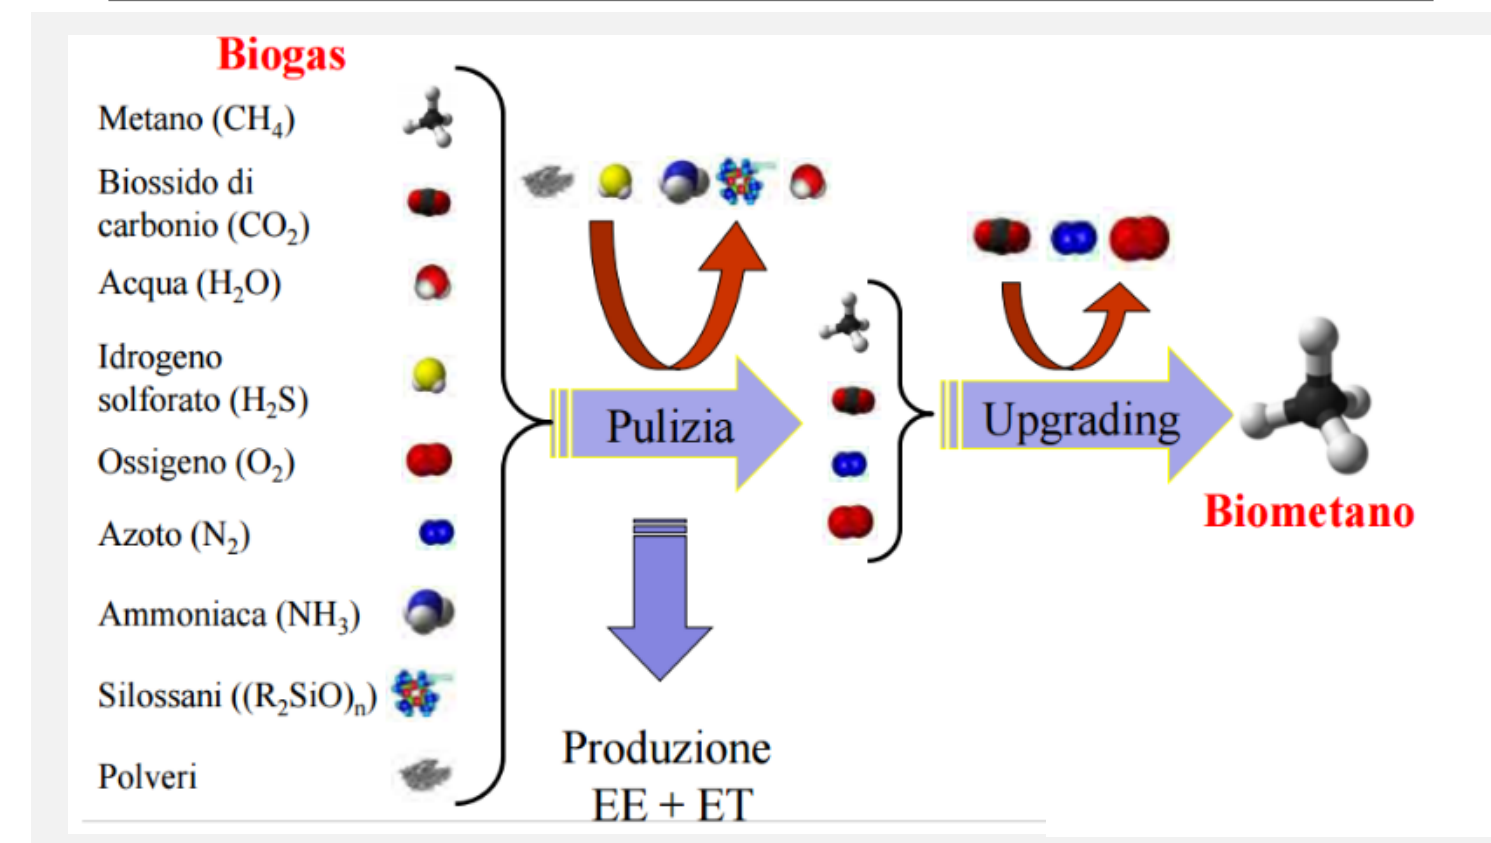 Biogas
Metano (CH₄)
Biossido di
carbonio (CO₂)
Acqua (H₂O)
Idrogeno
solforato (H₂S)
Ossigeno (O₂)
Azoto (N₂)
Ammoniaca (NH₃)
Silossani ((R₂SiO)ₙ)
Polveri
Pulizia
Produzione
EE + ET
Upgrading
Biometano